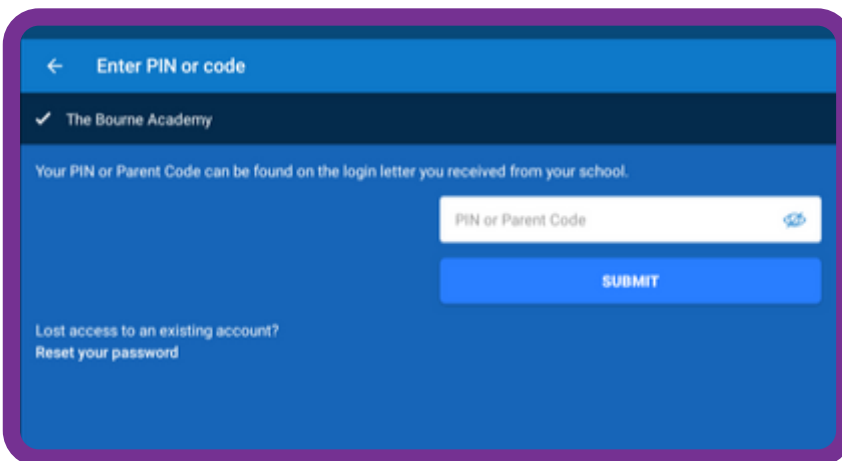 Enter PIN or code
The Bourne Academy
Your PIN or Parent Code can be found on the login letter you received from your school.
PIN or Parent Code
SUBMIT
Lost access to an existing account?
Reset your password